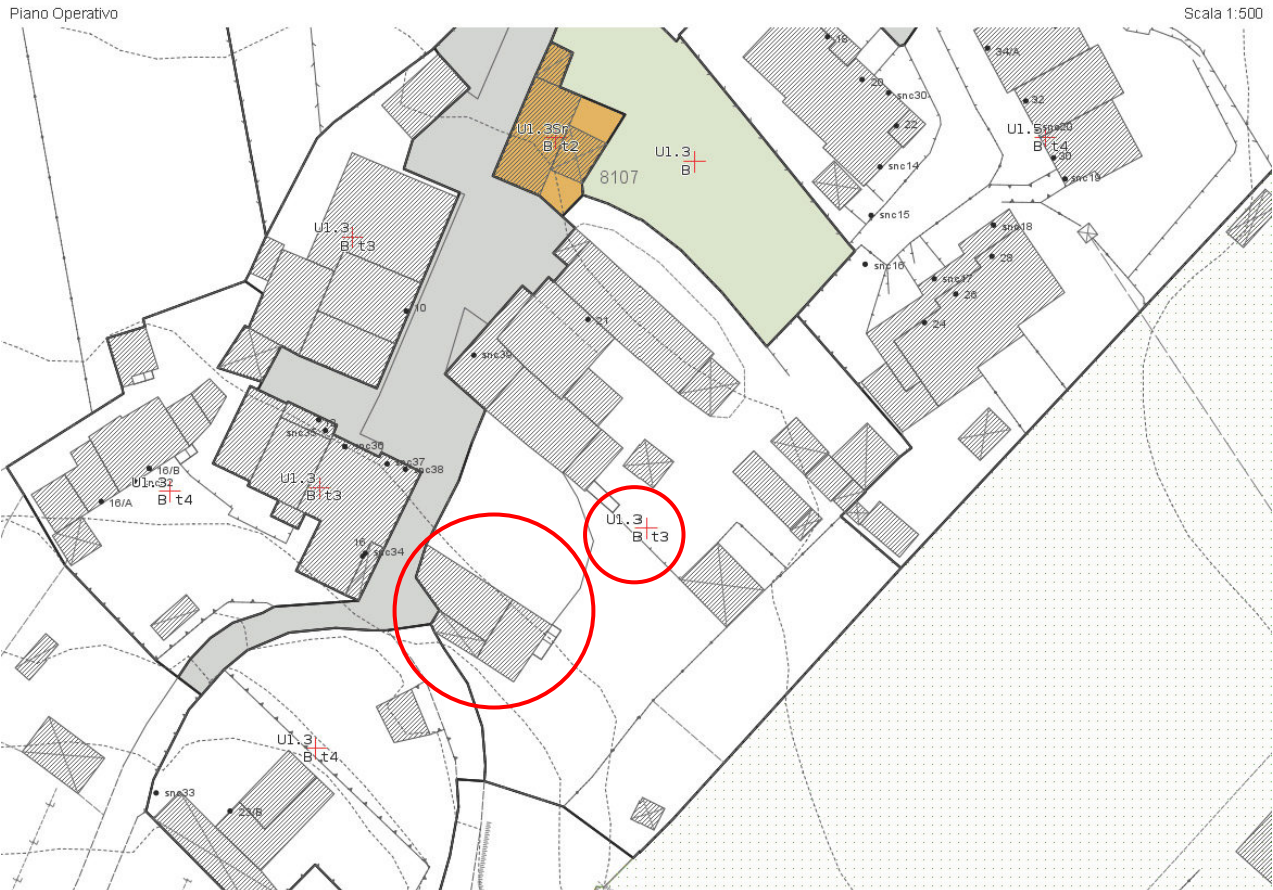 Piano Operativo
Scala 1:500
18
34/A
20
snc30
32
22
U1.3Sr
B t2
U1.3
B
snc20
B t4
30
snc14
snc19
8107
snc15
U1.3
B t3
snc18
28
snc16
snc17
26
10
21
24
snc39
snc35
snc36
snc37
snc38
16/B
U1.3
B t3
U1.3
B t4
16/A
U1.3
B t3
16
snc34
U1.3
B t4
snc33
23/B